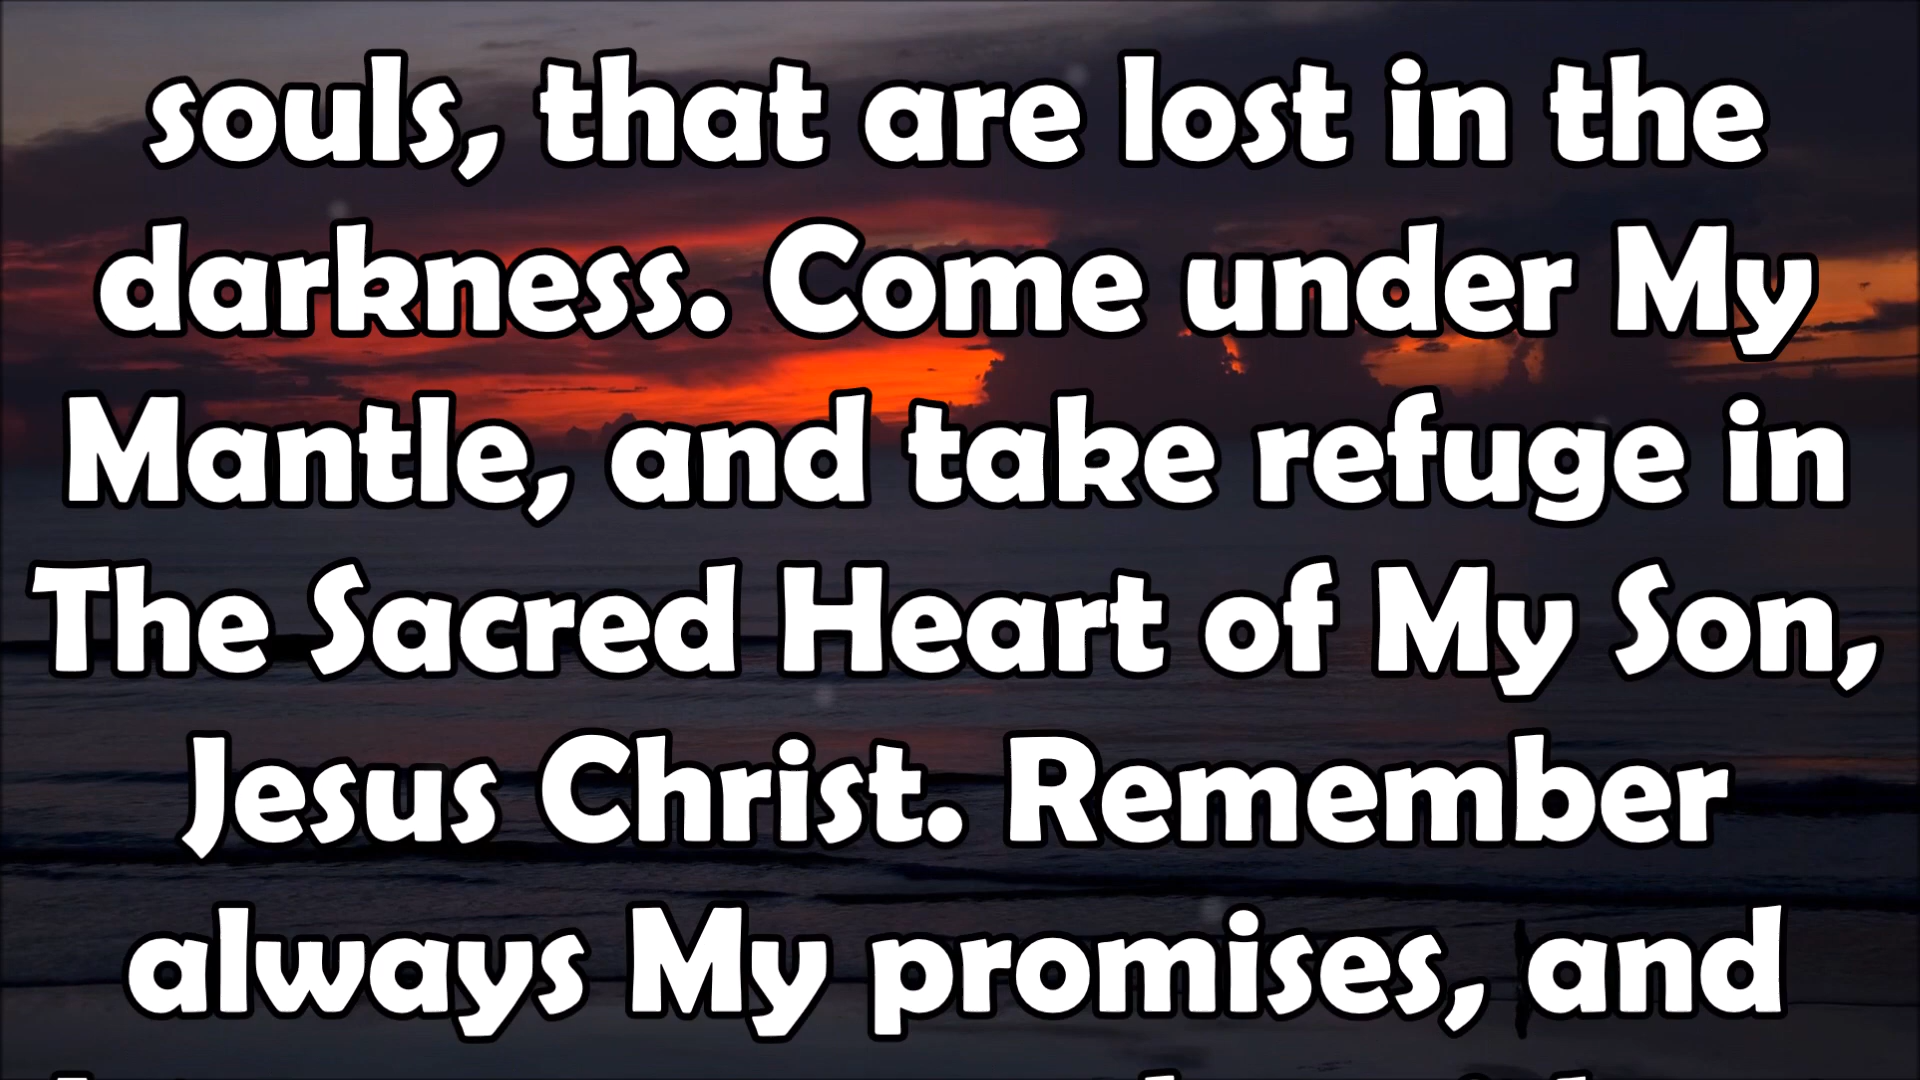 souls, that are lost in the
darkness. Come under My
Mantle, and take refuge in
The Sacred Heart of My Son,
Jesus Christ. Remember
always My promises, and